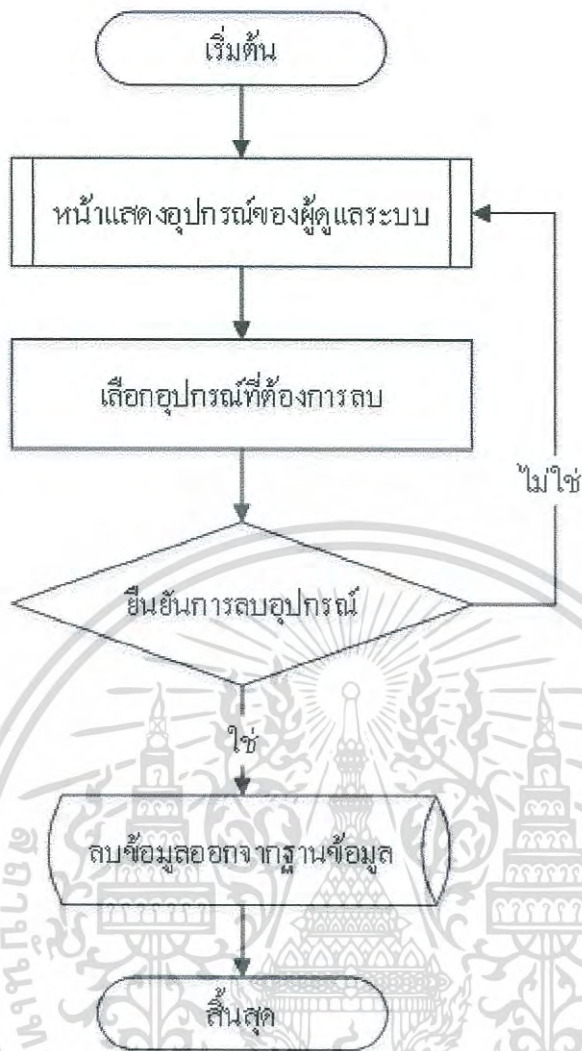 เริ่มต้น
หน้าแสดงอุปกรณ์ของผู้ดูแลระบบ
เลือกอุปกรณ์ที่ต้องการลบ
ไม่ใช่
ยืนยันการลบอุปกรณ์
ใช่
ลบข้อมูลออกจากฐานข้อมูล
สิ้นสุด